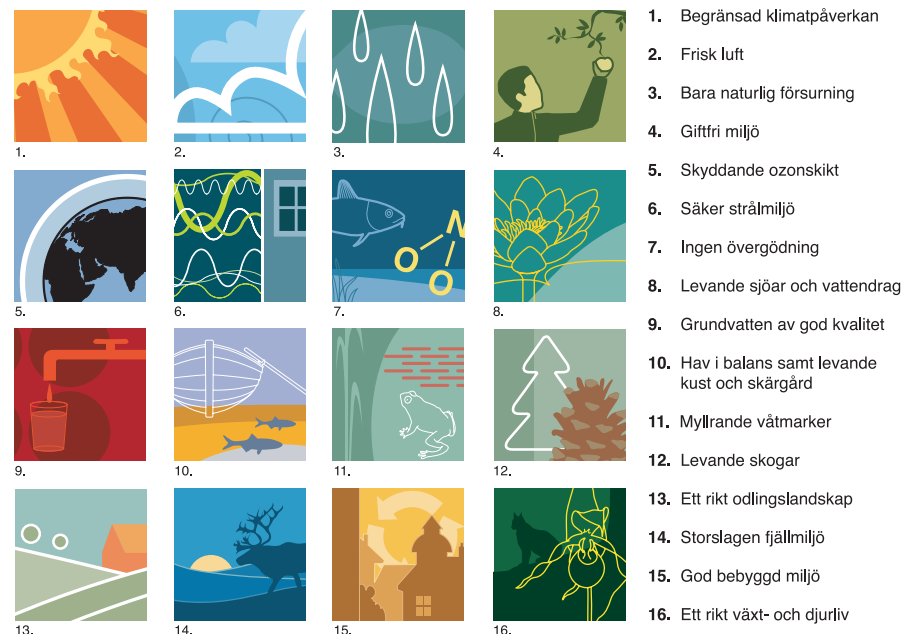 1.
2.
3.
4.
5.
6.
N
O
O
7.
8.
9.
10.
11.
12.
13.
14.
15.
16.
1. Begränsad klimatpåverkan
2. Frisk luft
3. Bara naturlig försurning
4. Giftfri miljö
5. Skyddande ozonskikt
6. Säker strålmiljö
7. Ingen övergödning
8. Levande sjöar och vattendrag
9. Grundvatten av god kvalitet
10. Hav i balans samt levande
kust och skärgård
11. Myllrande våtmarker
12. Levande skogar
13. Ett rikt odlingslandskap
14. Storslagen fjällmiljö
15. God bebyggd miljö
16. Ett rikt växt- och djurliv